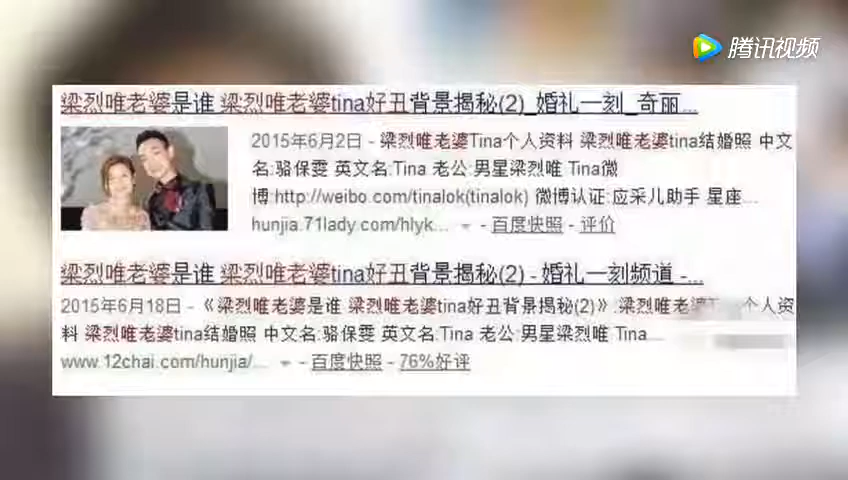 腾讯视频
梁烈唯老婆是谁 梁烈唯老婆tina好丑背景揭秘(2)_婚礼一刻_奇丽...
2015年6月2日 - 梁烈唯老婆Tina个人资料 梁烈唯老婆tina结婚照 中文
名:骆保雯 英文名:Tina 老公:男星梁烈唯 Tina微
博:http://weibo.com/tinalok(tinalok) 微博认证:应采儿助手 星座...
hunjia.71lady.com/hlyk... - 百度快照 - 评价
梁烈唯老婆是谁 梁烈唯老婆tina好丑背景揭秘(2) - 婚礼一刻频道 -...
2015年6月18日 - 《梁烈唯老婆是谁 梁烈唯老婆tina好丑背景揭秘(2)》:梁烈唯老婆 个人资
料 梁烈唯老婆tina结婚照 中文名:骆保雯 英文名:Tina 老公:男星梁烈唯 Tina...
www.12chai.com/hunjia/... - 百度快照 - 76%好评